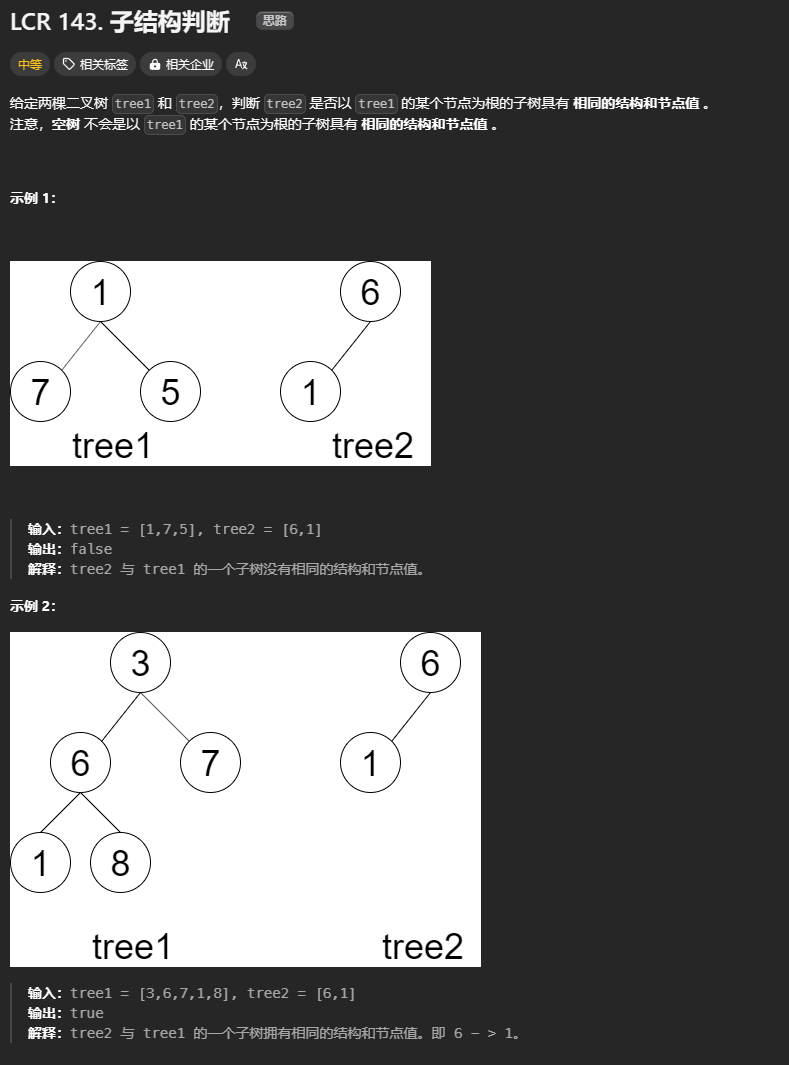 LCR 143. 子结构判断 思路
中等 相关标签 相关企业 Ax
给定两棵二叉树 tree1 和 tree2，判断 tree2 是否以 tree1 的某个节点为根的子树具有 相同的结构和节点值 。
注意，空树 不会是以 tree1 的某个节点为根的子树具有 相同的结构和节点值 。
示例 1：
1 6
7 5 1
tree1 tree2
输入：tree1 = [1,7,5], tree2 = [6,1]
输出：false
解释：tree2 与 tree1 的一个子树没有相同的结构和节点值。
示例 2：
3 6
6 7 1
1 8
tree1 tree2
输入：tree1 = [3,6,7,1,8], tree2 = [6,1]
输出：true
解释：tree2 与 tree1 的一个子树拥有相同的结构和节点值。即 6 - > 1。